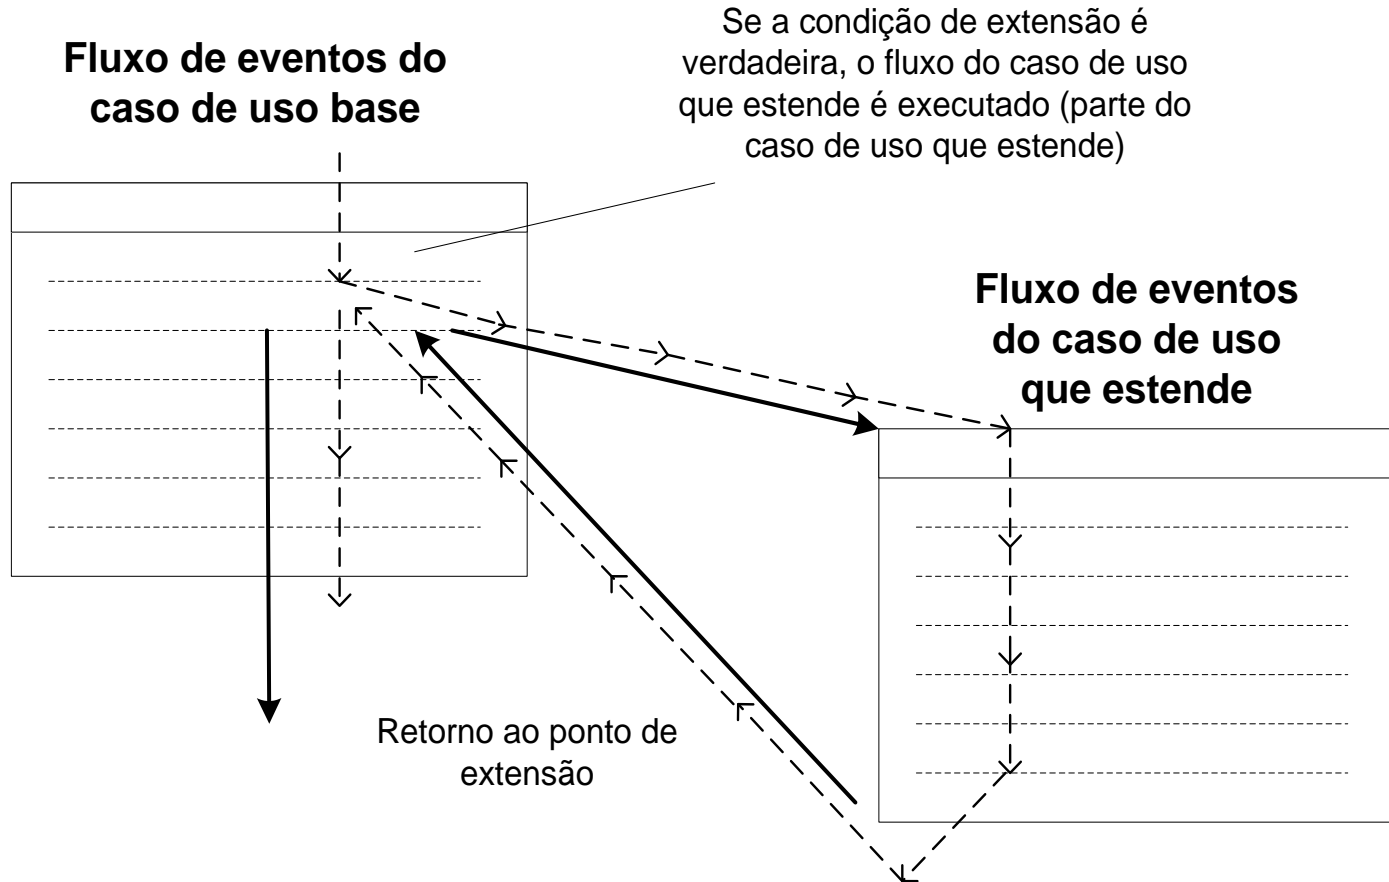 Fluxo de eventos do
caso de uso base
Se a condição de extensão é
verdadeira, o fluxo do caso de uso
que estende é executado (parte do
caso de uso que estende)
Fluxo de eventos
do caso de uso
que estende
Retorno ao ponto de
extensão